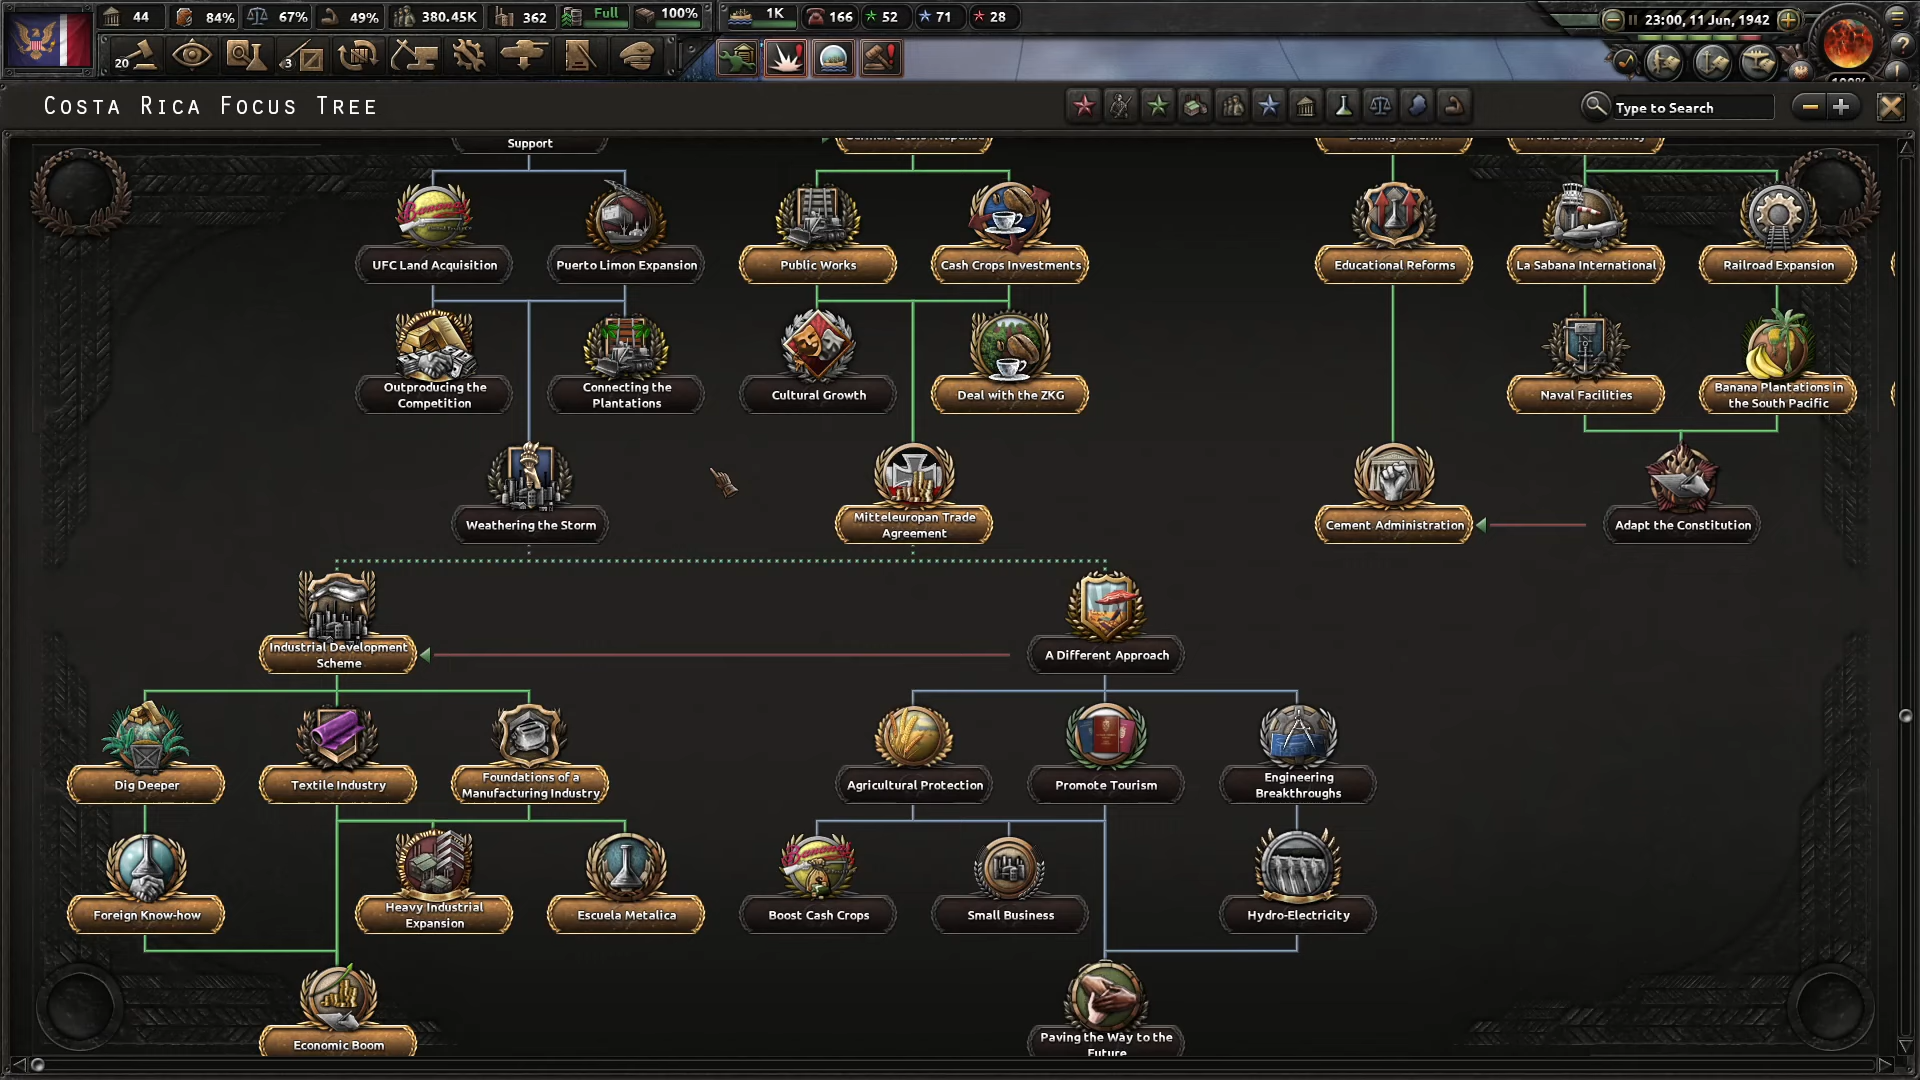 44
84%
67%
49%
380.45K
362
Full
100%
1K
166
52
71
28
23:00, 11 Jun, 1942
20
3
COSTA RICA FOCUS TREE
Type to Search
Support
UFC Land Acquisition
Puerto Limon Expansion
Public Works
Cash Crops Investments
Educational Reforms
La Sabana International
Railroad Expansion
Outproducing the
Competition
Connecting the
Plantations
Cultural Growth
Deal with the ZKG
Naval Facilities
Banana Plantations in
the South Pacific
Weathering the Storm
Mitteleuropan Trade
Agreement
Cement Administration
Adapt the Constitution
Industrial Development
Scheme
A Different Approach
Dig Deeper
Textile Industry
Foundations of a
Manufacturing Industry
Agricultural Protection
Promote Tourism
Engineering
Breakthroughs
Foreign Know-how
Heavy Industrial
Expansion
Escuela Metalica
Boost Cash Crops
Small Business
Hydro-Electricity
Economic Boom
Paving the Way to the
Future